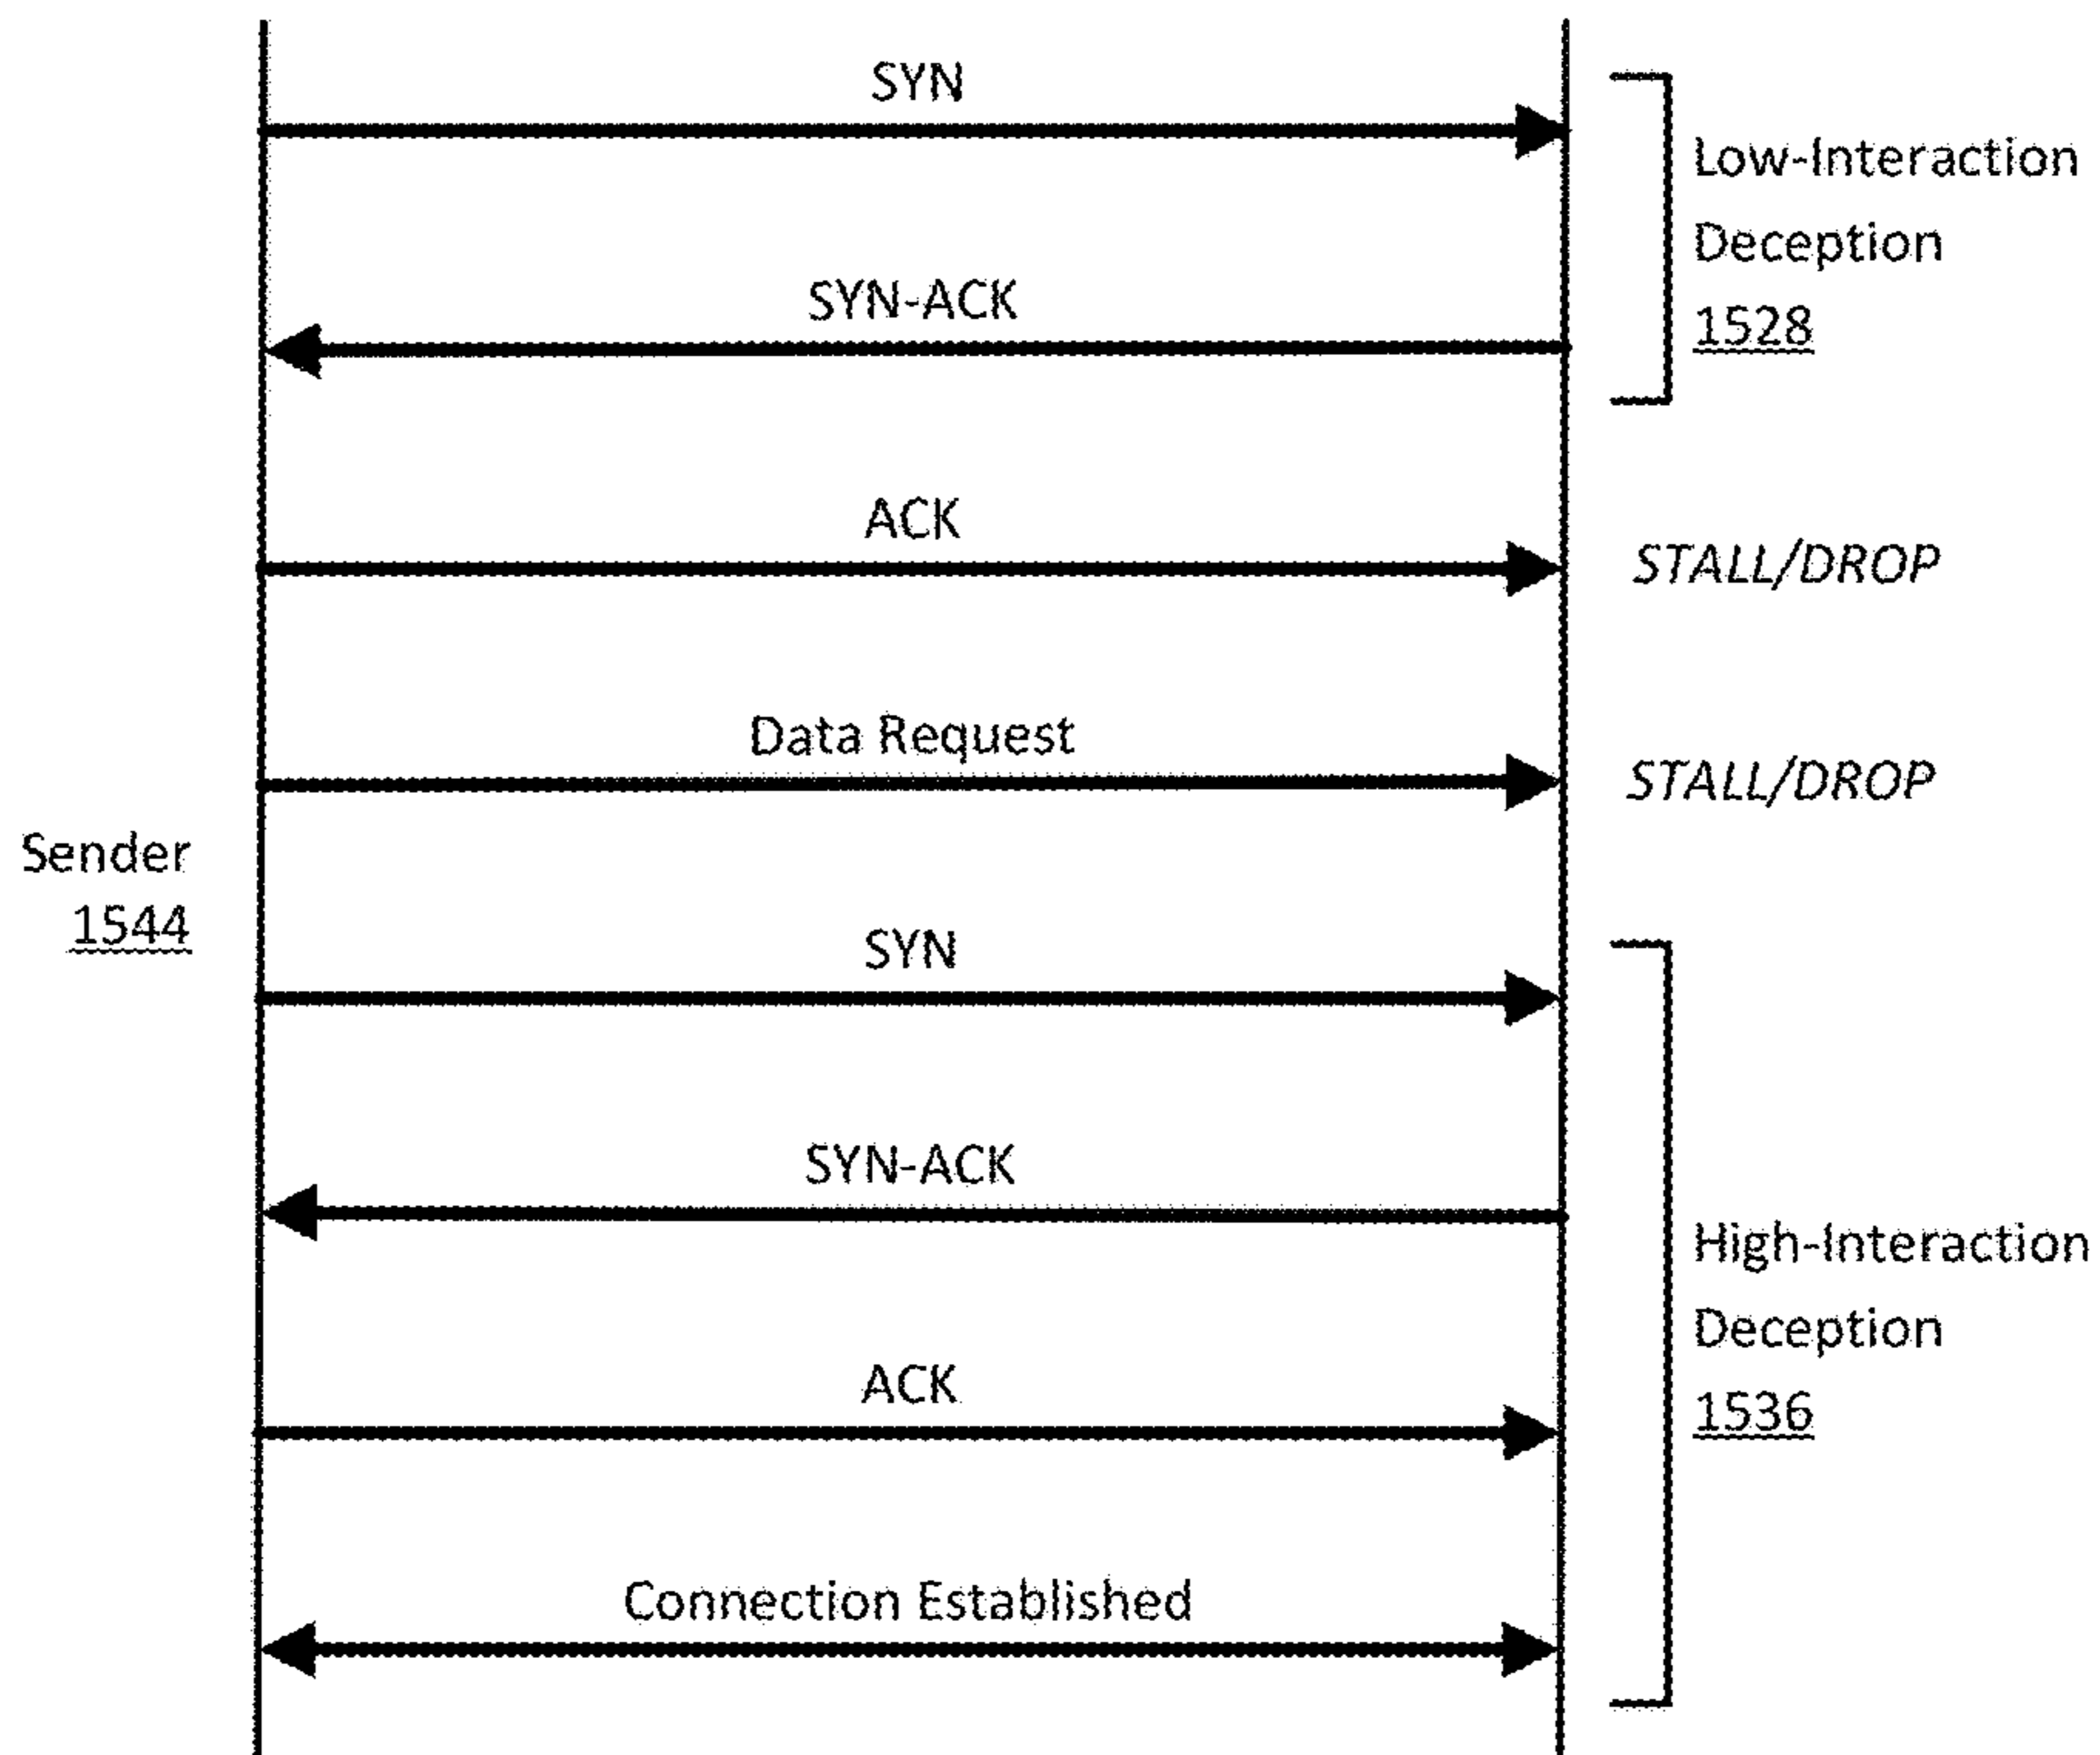 SYN
Low-Interaction
Deception
1528
SYN-ACK
ACK
STALL/DROP
Data Request
STALL/DROP
Sender
1544
SYN
SYN-ACK
High-Interaction
Deception
1536
ACK
Connection Established